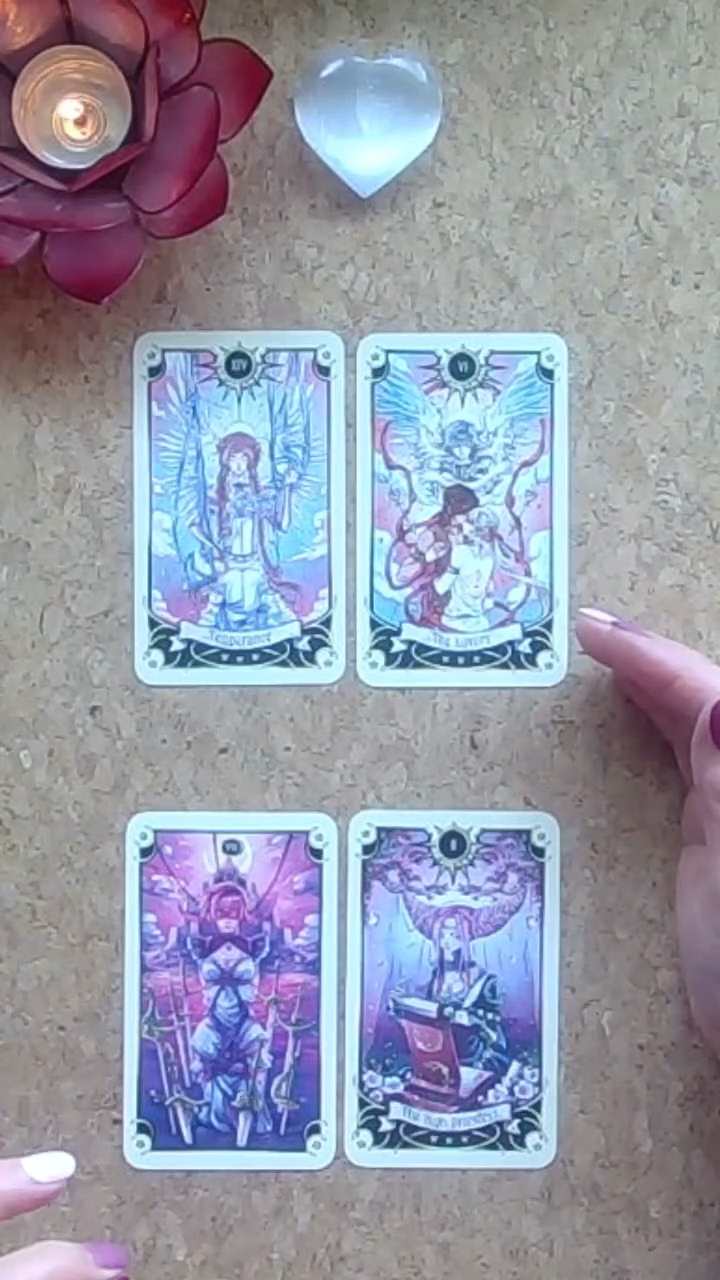 XIV
VI
Temperance
The Lovers
VIII
II
The High Priestess